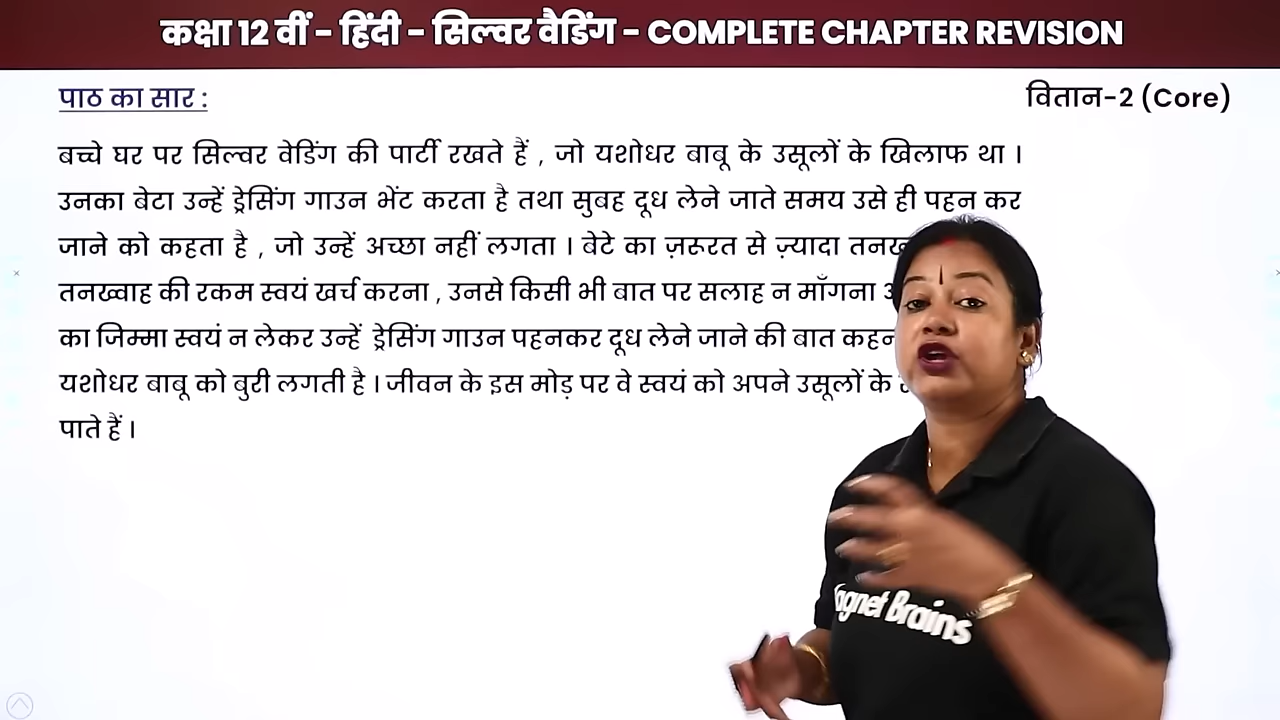 कक्षा 12 वीं - हिंदी - सिल्वर वैडिंग - COMPLETE CHAPTER REVISION
पाठ का सार :
वितान-2 (Core)
बच्चे घर पर सिल्वर वेडिंग की पार्टी रखते हैं , जो यशोधर बाबू के उसूलों के खिलाफ था ।
उनका बेटा उन्हें ड्रेसिंग गाउन भेंट करता है तथा सुबह दूध लेने जाते समय उसे ही पहन कर
जाने को कहता है , जो उन्हें अच्छा नहीं लगता । बेटे का ज़रूरत से ज़्यादा
तनख्वाह की रकम स्वयं खर्च करना , उनसे किसी भी बात पर सलाह न माँगना
का जिम्मा स्वयं न लेकर उन्हें ड्रेसिंग गाउन पहनकर दूध लेने जाने की बात
यशोधर बाबू को बुरी लगती है । जीवन के इस मोड़ पर वे स्वयं को अपने उसूलों के
पाते हैं ।
Brains